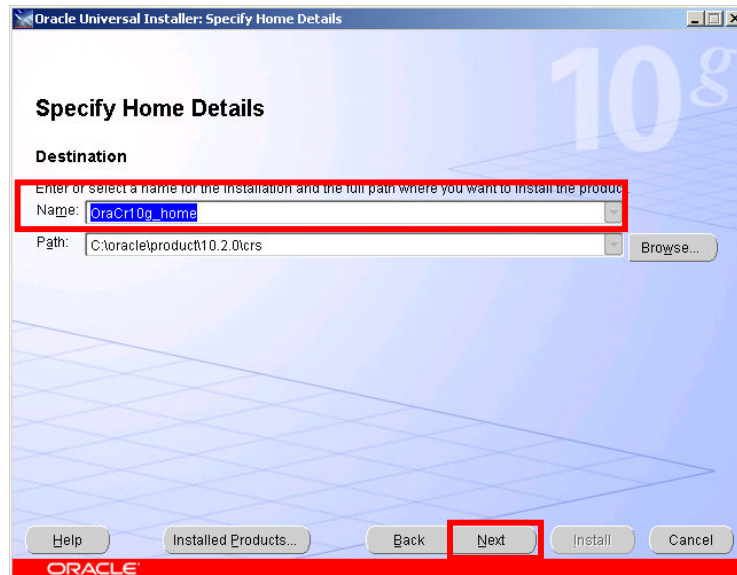 Oracle Universal Installer: Specify Home Details
10g
Specify Home Details
Destination
Enter or select a name for the installation and the full path where you want to install the product.
Name: OraCr10g_home
Path: C:\oracle\product\10.2.0\crs Browse...
Help Installed Products... Back Next Install Cancel
ORACLE